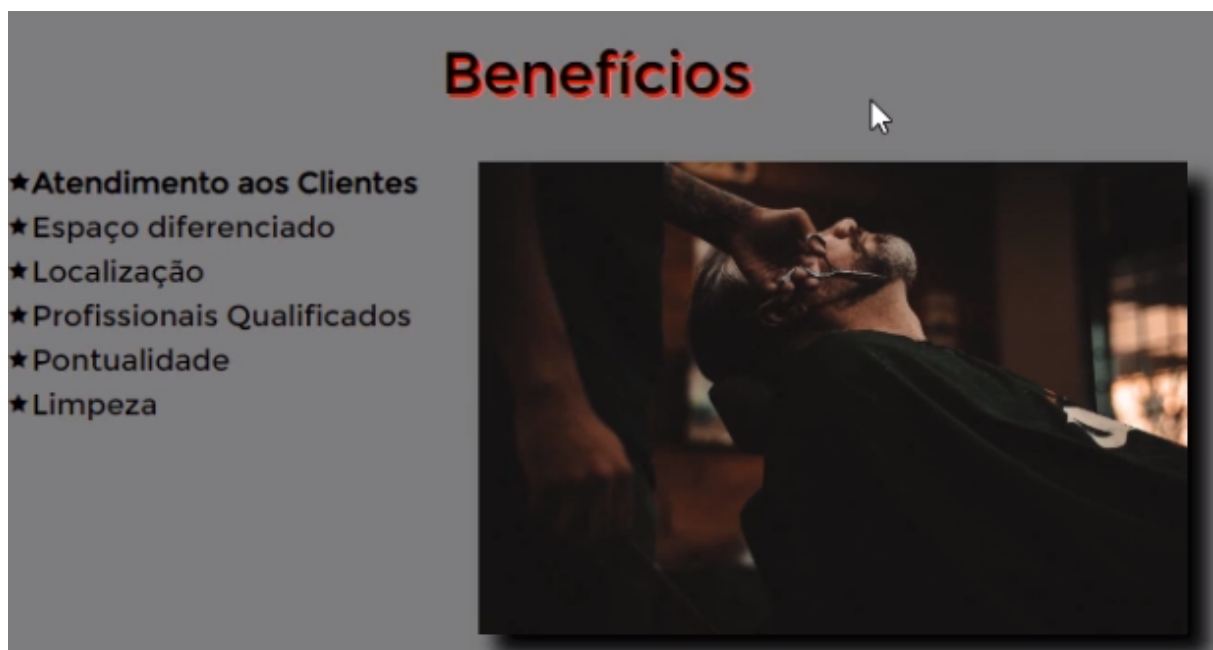 Benefícios
★Atendimento aos Clientes
★Espaço diferenciado
★Localização
★Profissionais Qualificados
★Pontualidade
★Limpeza